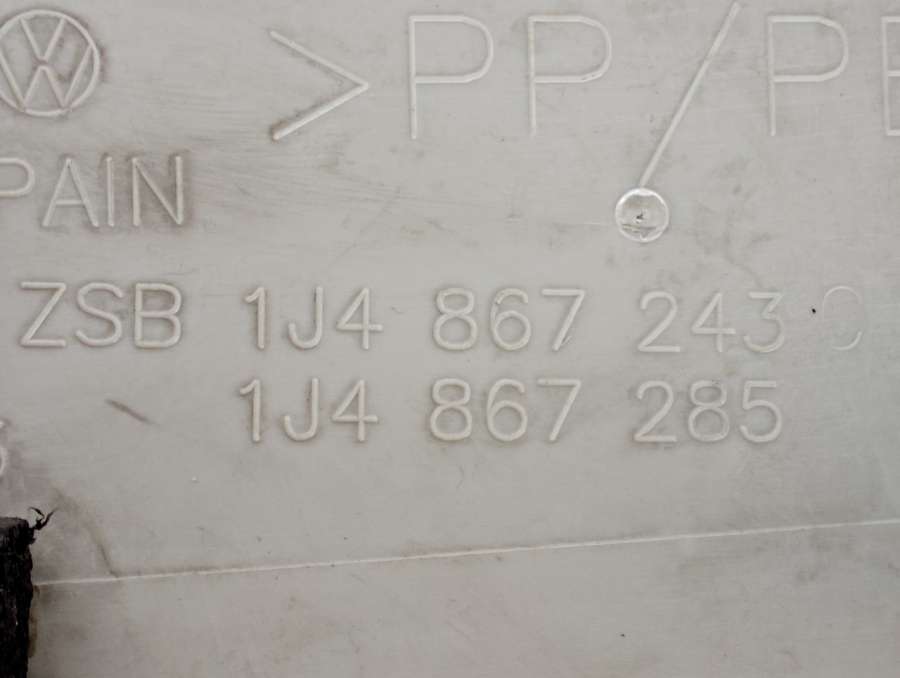 >PP/PE
PAIN
ZSB 1J4 867 243
1J4 867 285